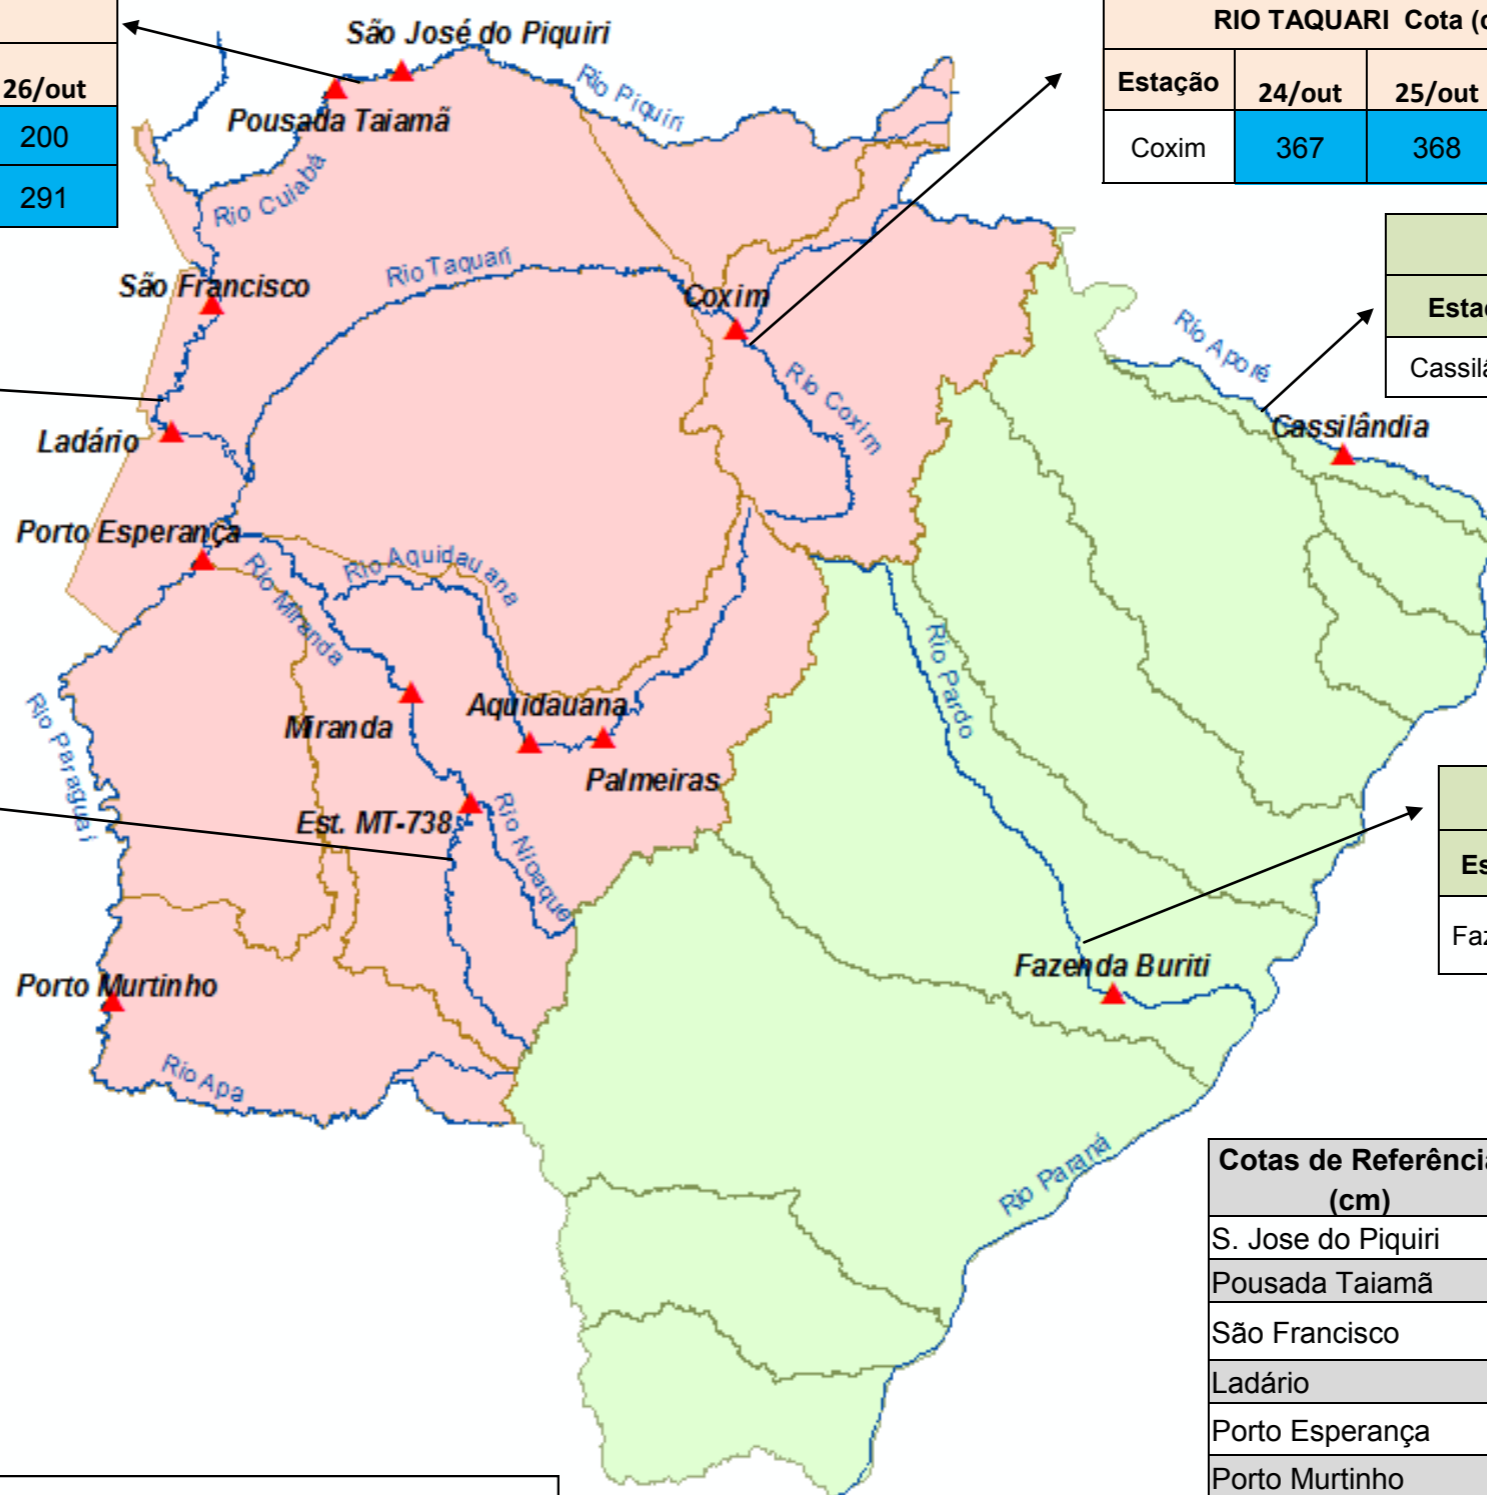 26/out
200
291
RIO TAQUARI Cota (c
Estação 24/out 25/out
Coxim 367 368
Esta
Cassilâ
Es
Faz
São José do Piquiri
Pousada Taiamã
Rio Piquiri
Rio Cuiabá
São Francisco
Rio Taquari
Coxim
Rio Coxim
Rio Aporé
Cassilândia
Ladário
Porto Esperança
Rio Miranda
Rio Aquidauana
Rio Pardo
Rio Paraguai
Miranda
Aquidauana
Palmeiras
Est. MT-738
Rio Nioaque
Fazenda Buriti
Porto Murtinho
Rio Apa
Rio Paraná
Cotas de Referência
(cm)
S. Jose do Piquiri
Pousada Taiamã
São Francisco
Ladário
Porto Esperança
Porto Murtinho